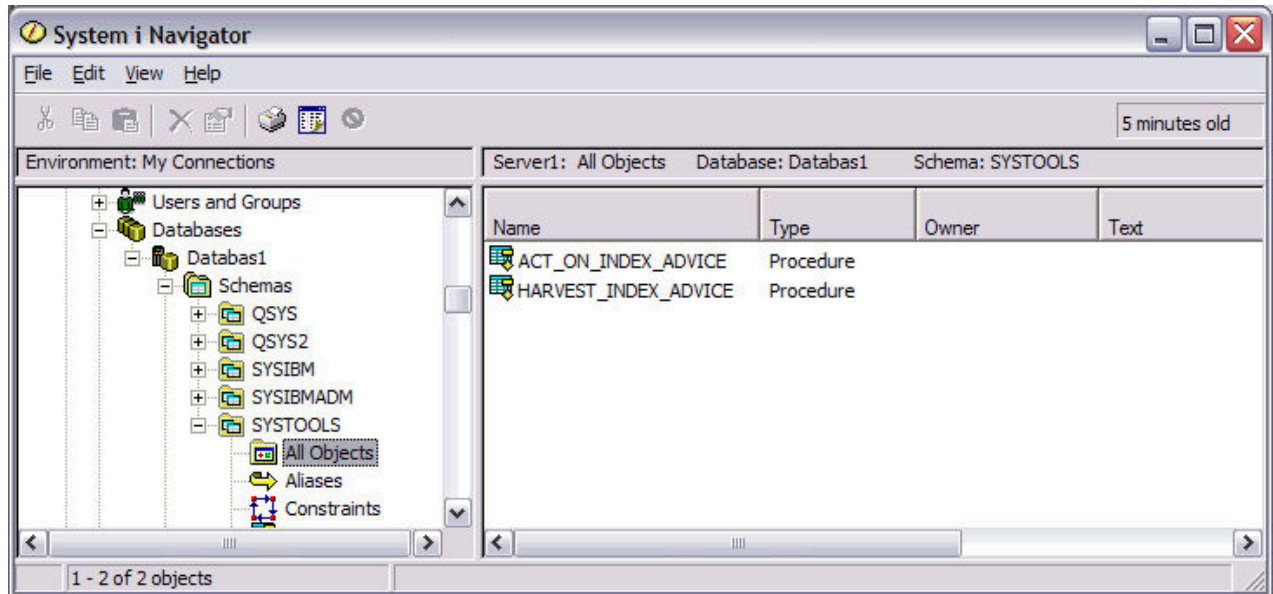 System i Navigator
File Edit View Help
5 minutes old
Environment: My Connections
Server1: All Objects Database: Databas1 Schema: SYSTOOLS
Users and Groups
Databases
Databas1
Schemas
QSYS
QSYS2
SYSIBM
SYSIBMADM
SYSTOOLS
All Objects
Aliases
Constraints
Name Type Owner Text
ACT_ON_INDEX_ADVICE Procedure
HARVEST_INDEX_ADVICE Procedure
1 - 2 of 2 objects